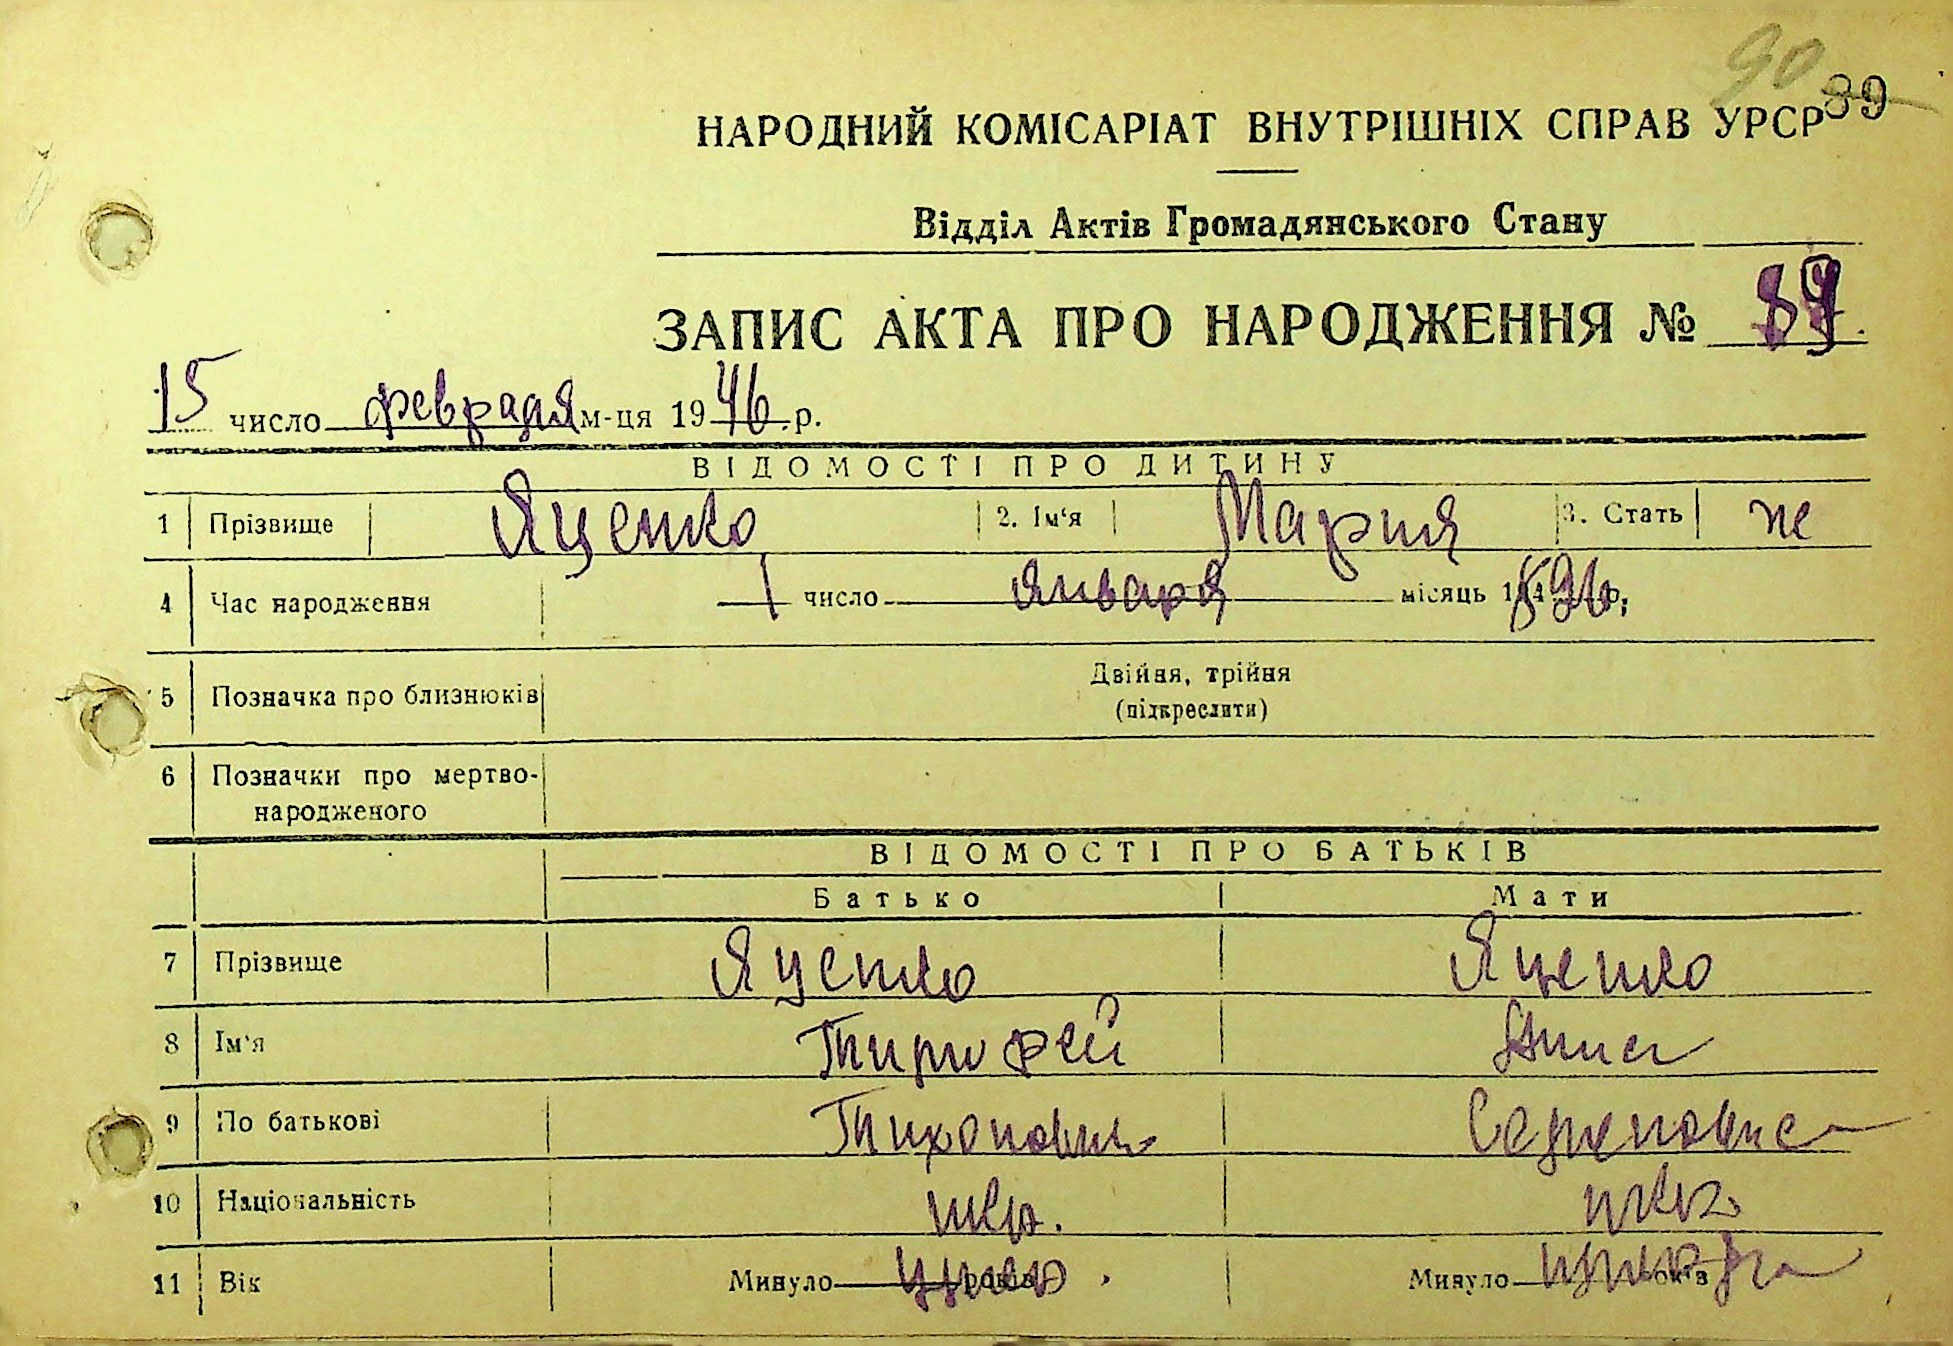 90
89
НАРОДНИЙ КОМІСАРІАТ ВНУТРІШНІХ СПРАВ УРСР
Відділ Актів Громадянського Стану
ЗАПИС АКТА ПРО НАРОДЖЕННЯ № 89
15 число февраля м-ця 1946 р.
ВІДОМОСТІ ПРО ДИТИНУ
1 Прізвище Яценко 2. Ім'я Мария 3. Стать ж
4 Час народження 1 число января місяць 1896 р.
5 Позначка про близнюків Двійня, трійня
(підкреслити)
6 Позначки про мертво-
народженого
ВІДОМОСТІ ПРО БАТЬКІВ
Батько Мати
7 Прізвище Яценко Яценко
8 Ім'я Тимофей Анна
9 По батькові Тихонович Семеновна
10 Національність укр. укр
11 Вік Минуло років Минуло років